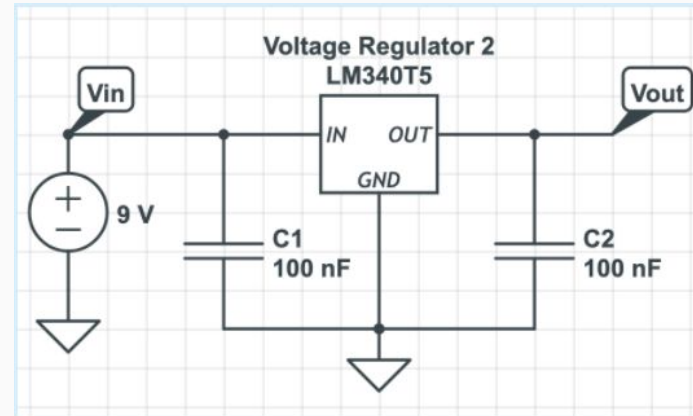 Voltage Regulator 2
LM340T5
Vin
Vout
IN OUT
GND
+
−
9 V
C1
100 nF
C2
100 nF